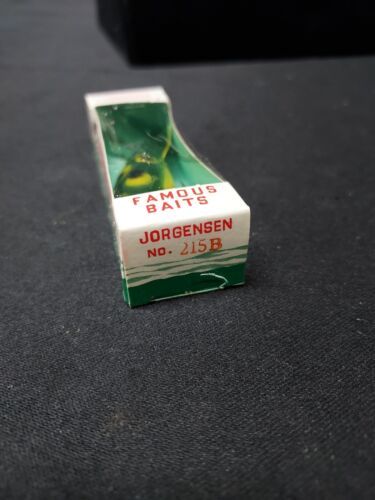 FAMOUS
BAITS
JORGENSEN
NO. 215B